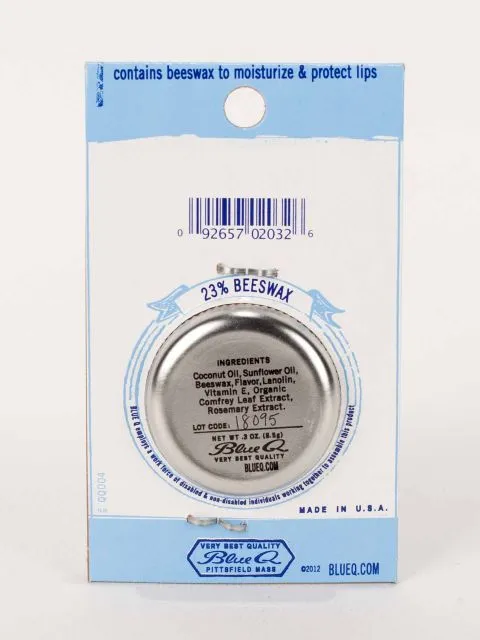 contains beeswax to moisturize & protect lips
0 92657 02032 6
23% BEESWAX
INGREDIENTS
Coconut Oil, Sunflower Oil,
Beeswax, Flavor, Lanolin,
Vitamin E, Organic
Comfrey Leaf Extract,
Rosemary Extract.
LOT CODE: 18095
NET WT .3 OZ. (8.5g)
Blue Q
VERY BEST QUALITY
BLUEQ.COM
BLUE Q employs a work force of disabled & non-disabled individuals working together to assemble this product.
QQ004
MADE IN U.S.A.
VERY BEST QUALITY
Blue Q
PITTSFIELD MASS
©2012 BLUEQ.COM